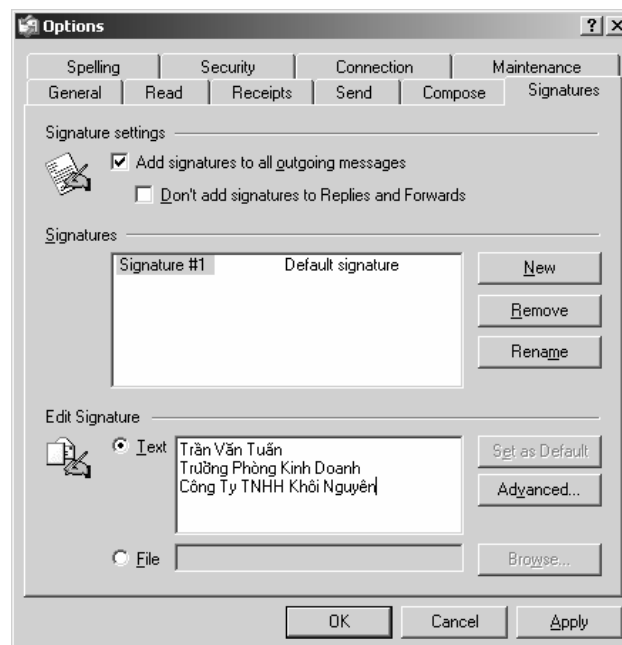 Options
Spelling Security Connection Maintenance
General Read Receipts Send Compose Signatures
Signature settings
Add signatures to all outgoing messages
Don't add signatures to Replies and Forwards
Signatures
Signature #1 Default signature
New
Remove
Rename
Edit Signature
Text
Trần Văn Tuấn
Trưởng Phòng Kinh Doanh
Công Ty TNHH Khôi Nguyên
Set as Default
Advanced...
File
Browse...
OK Cancel Apply